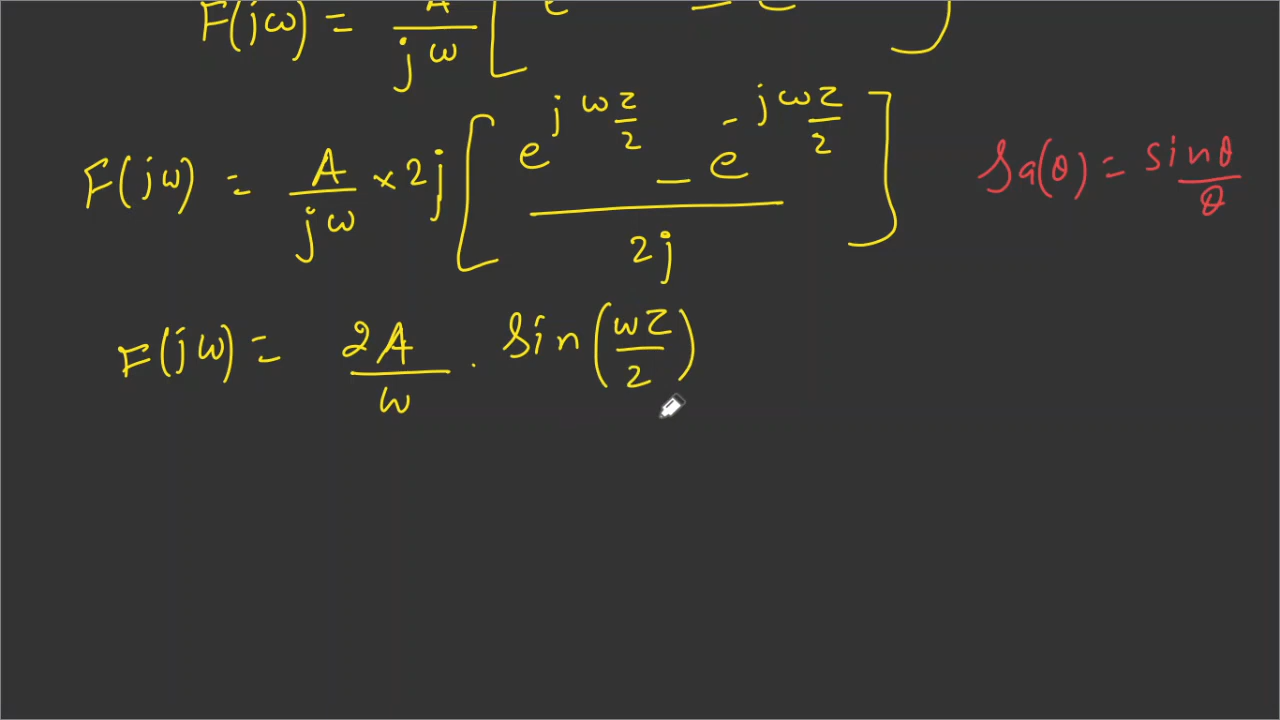 F(jω) = A/jω [ e - e ]
F(jω) = A/jω × 2j [ (e^(jωτ/2) - e^(-jωτ/2)) / 2j ]
Sa(θ) = sinθ/θ
F(jω) = 2A/ω . Sin(ωτ/2)